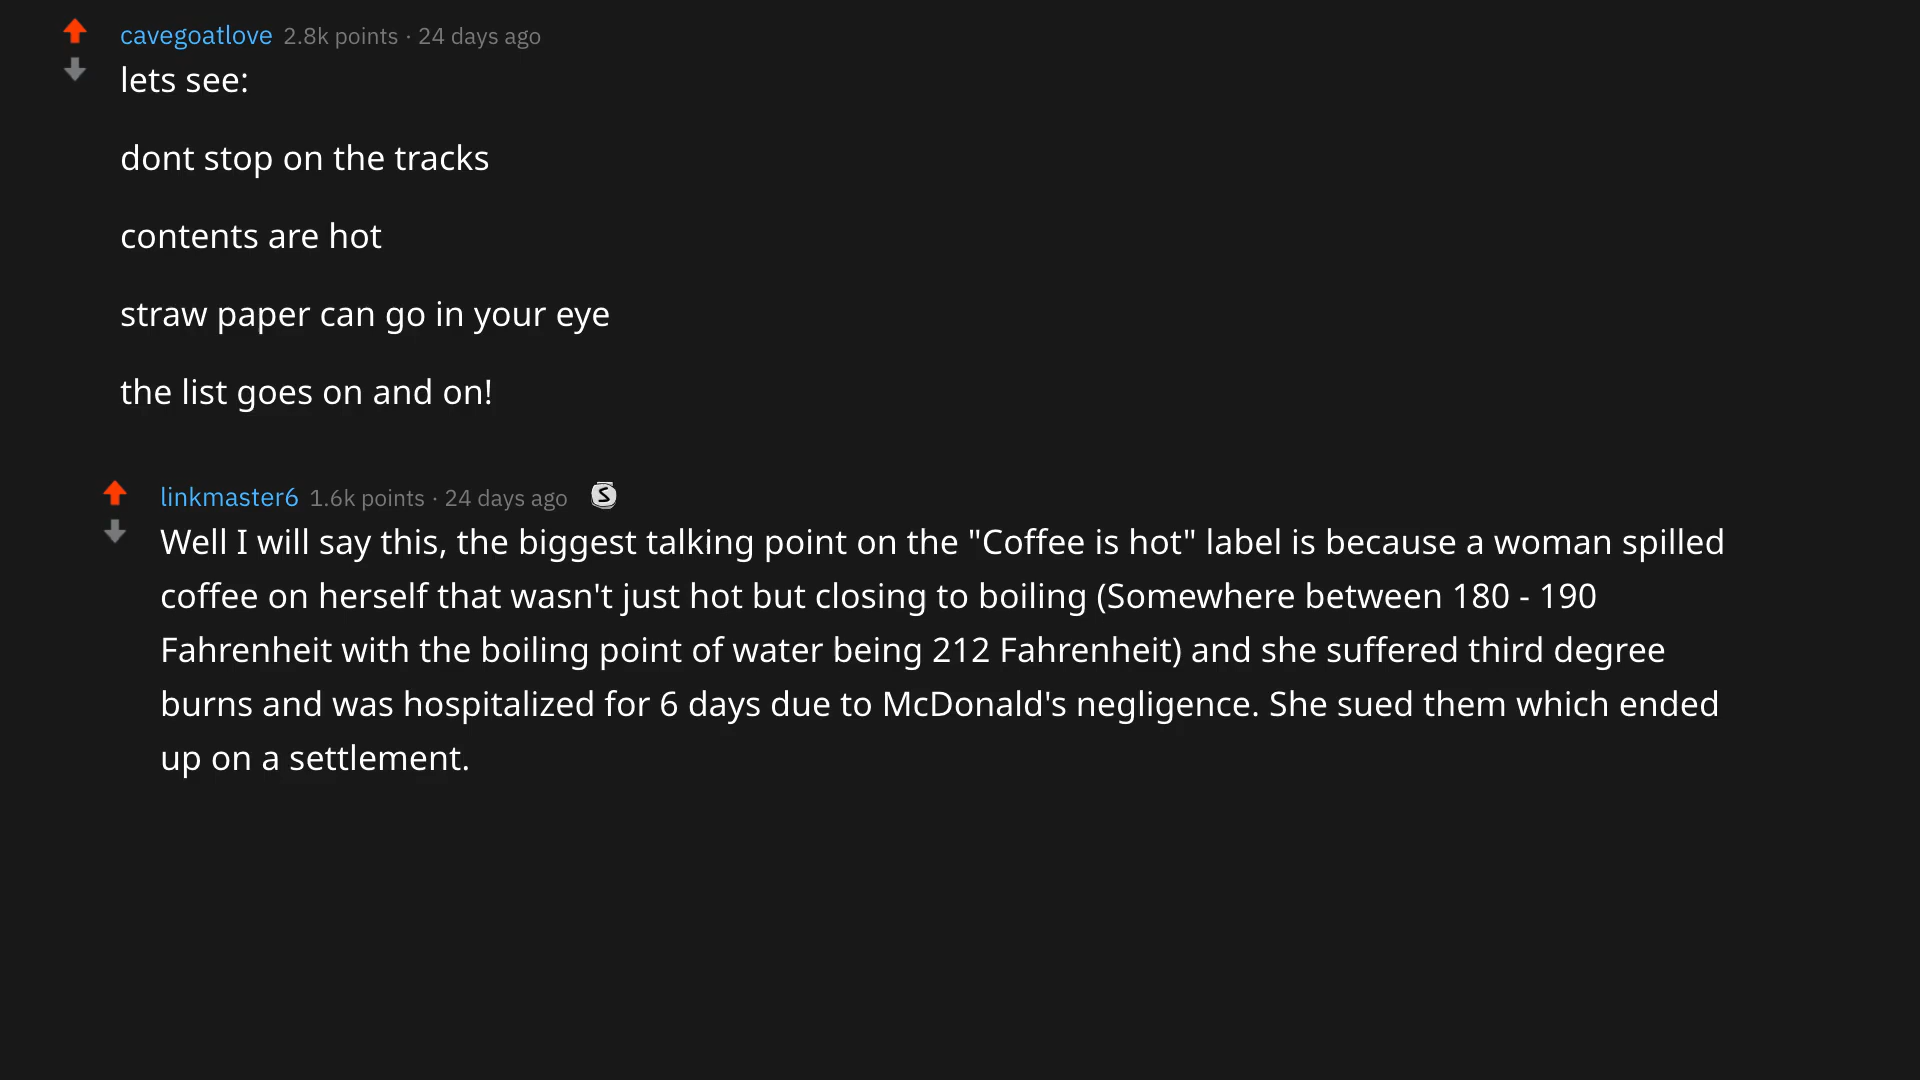 cavegoatlove 2.8k points · 24 days ago
lets see:
dont stop on the tracks
contents are hot
straw paper can go in your eye
the list goes on and on!
linkmaster6 1.6k points · 24 days ago S
Well I will say this, the biggest talking point on the "Coffee is hot" label is because a woman spilled
coffee on herself that wasn't just hot but closing to boiling (Somewhere between 180 - 190
Fahrenheit with the boiling point of water being 212 Fahrenheit) and she suffered third degree
burns and was hospitalized for 6 days due to McDonald's negligence. She sued them which ended
up on a settlement.